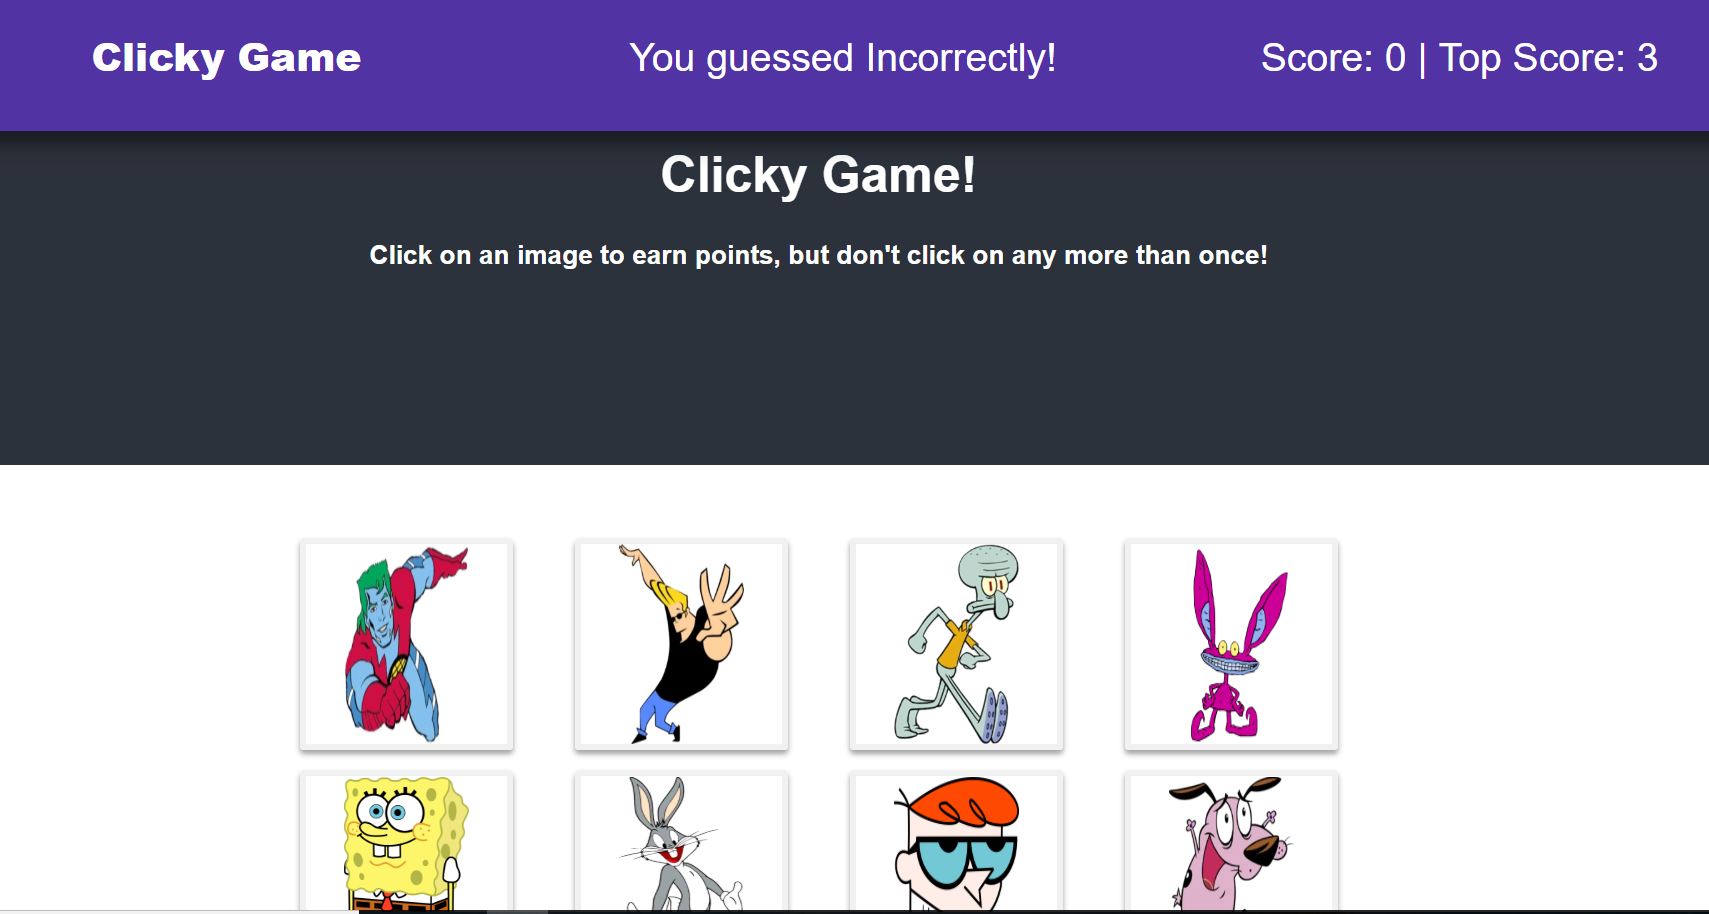 Clicky Game
You guessed Incorrectly!
Score: 0 | Top Score: 3
Clicky Game!
Click on an image to earn points, but don't click on any more than once!